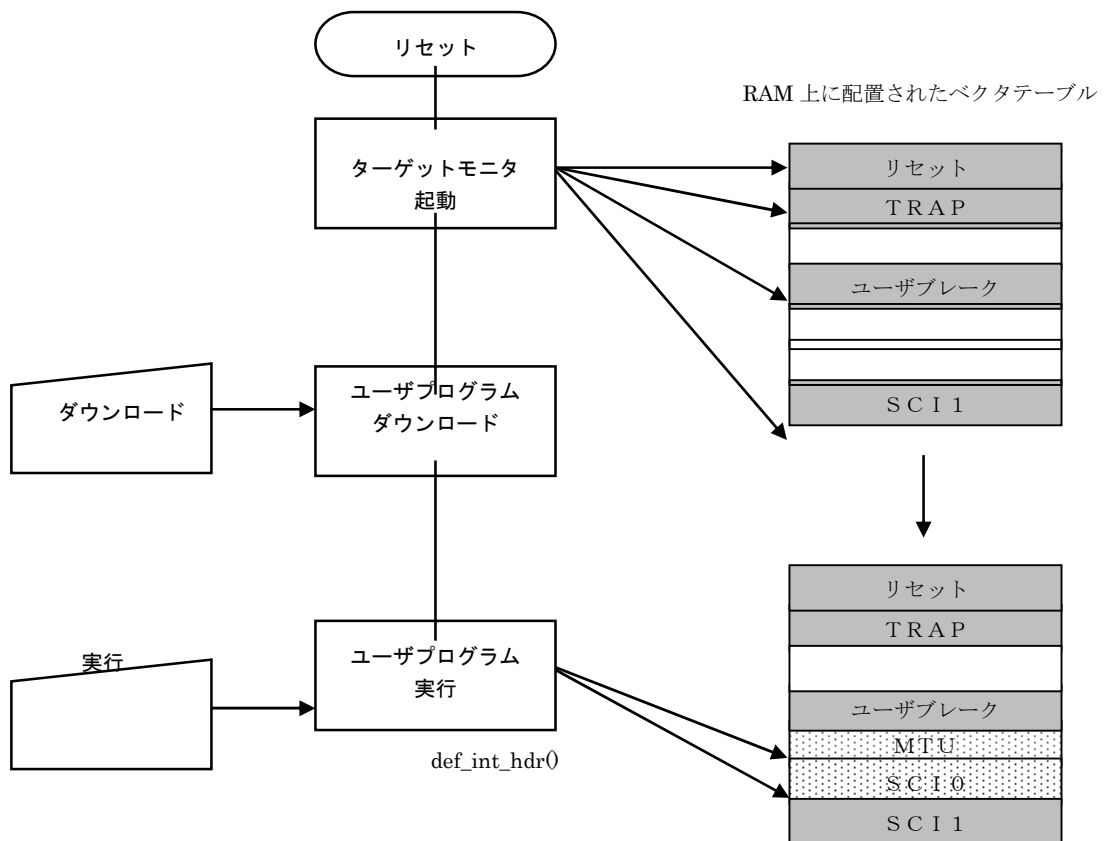 リセット
RAM 上に配置されたベクタテーブル
ターゲットモニタ
起動
リセット
ＴＲＡＰ
ユーザブレーク
ＳＣＩ１
ダウンロード
ユーザプログラム
ダウンロード
実行
ユーザプログラム
実行
def_int_hdr()
リセット
ＴＲＡＰ
ユーザブレーク
ＭＴＵ
ＳＣＩ０
ＳＣＩ１